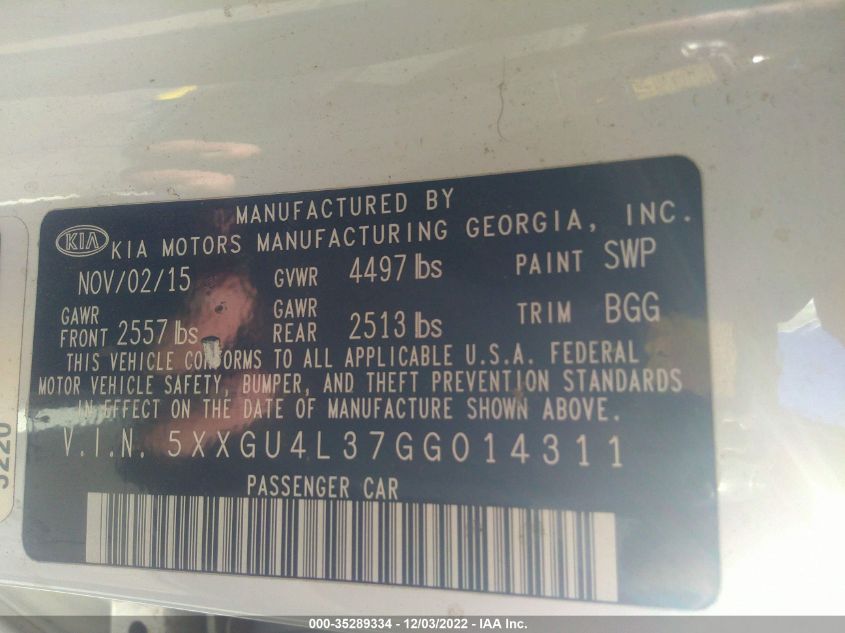 MANUFACTURED BY
KIA KIA MOTORS MANUFACTURING GEORGIA, INC.
NOV/02/15 GVWR 4497 lbs PAINT SWP
GAWR FRONT 2557 lbs GAWR REAR 2513 lbs TRIM BGG
THIS VEHICLE CONFORMS TO ALL APPLICABLE U.S.A. FEDERAL
MOTOR VEHICLE SAFETY, BUMPER, AND THEFT PREVENTION STANDARDS
IN EFFECT ON THE DATE OF MANUFACTURE SHOWN ABOVE.
V.I.N. 5XXGU4L37GG014311
PASSENGER CAR
000-35289334 - 12/03/2022 - IAA Inc.